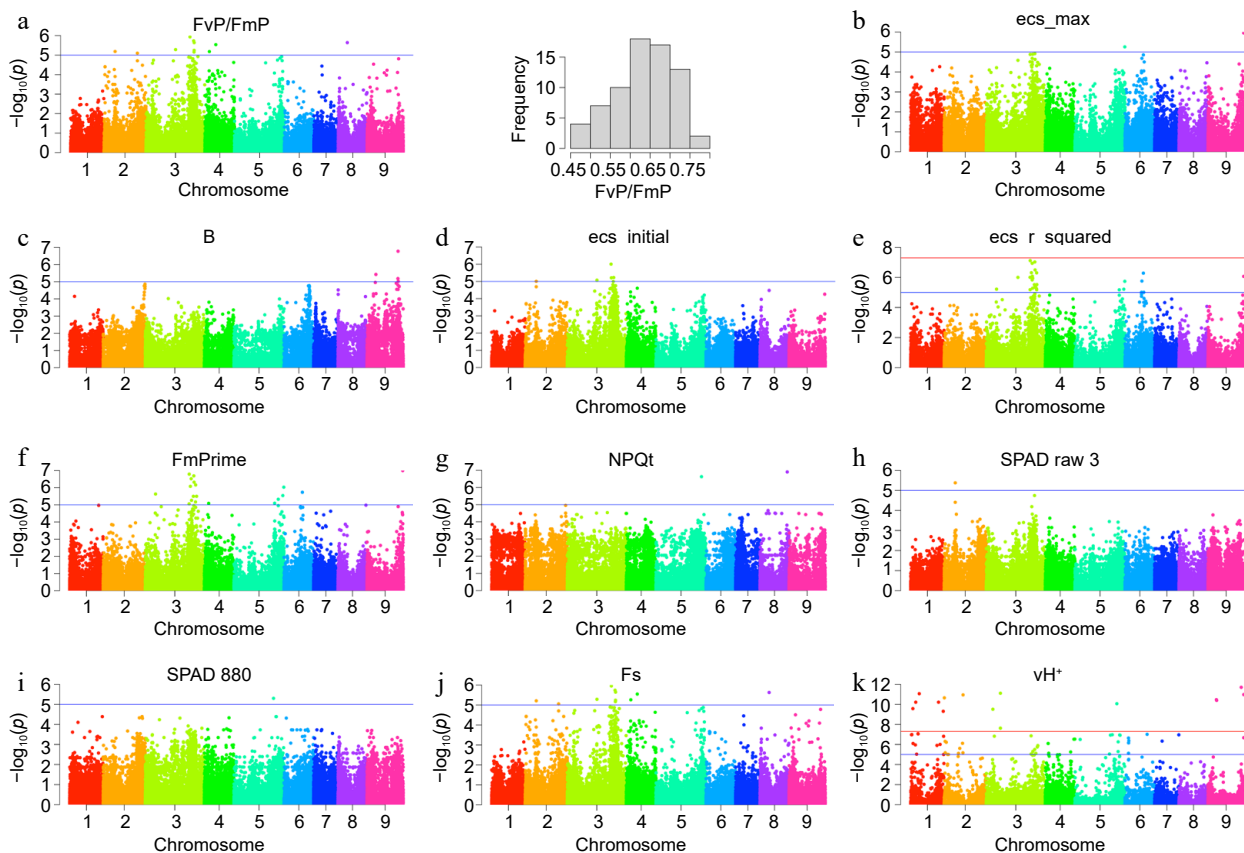 a
FvP/FmP
−log₁₀(p)
6
5
4
3
2
1
0
1 2 3 4 5 6 7 8 9
Chromosome
Frequency
15
10
5
0
0.45 0.55 0.65 0.75
FvP/FmP
b
ecs_max
−log₁₀(p)
6
5
4
3
2
1
0
1 2 3 4 5 6 7 8 9
Chromosome
c
B
−log₁₀(p)
7
6
5
4
3
2
1
0
1 2 3 4 5 6 7 8 9
Chromosome
d
ecs initial
−log₁₀(p)
7
6
5
4
3
2
1
0
1 2 3 4 5 6 7 8 9
Chromosome
e
ecs r squared
−log₁₀(p)
8
6
4
2
0
1 2 3 4 5 6 7 8 9
Chromosome
f
FmPrime
−log₁₀(p)
7
6
5
4
3
2
1
0
1 2 3 4 5 6 7 8 9
Chromosome
g
NPQt
−log₁₀(p)
7
6
5
4
3
2
1
0
1 2 3 4 5 6 7 8 9
Chromosome
h
SPAD raw 3
−log₁₀(p)
6
5
4
3
2
1
0
1 2 3 4 5 6 7 8 9
Chromosome
i
SPAD 880
−log₁₀(p)
6
5
4
3
2
1
0
1 2 3 4 5 6 7 8 9
Chromosome
j
Fs
−log₁₀(p)
6
5
4
3
2
1
0
1 2 3 4 5 6 7 8 9
Chromosome
k
vH⁺
−log₁₀(p)
12
10
8
6
4
2
0
1 2 3 4 5 6 7 8 9
Chromosome